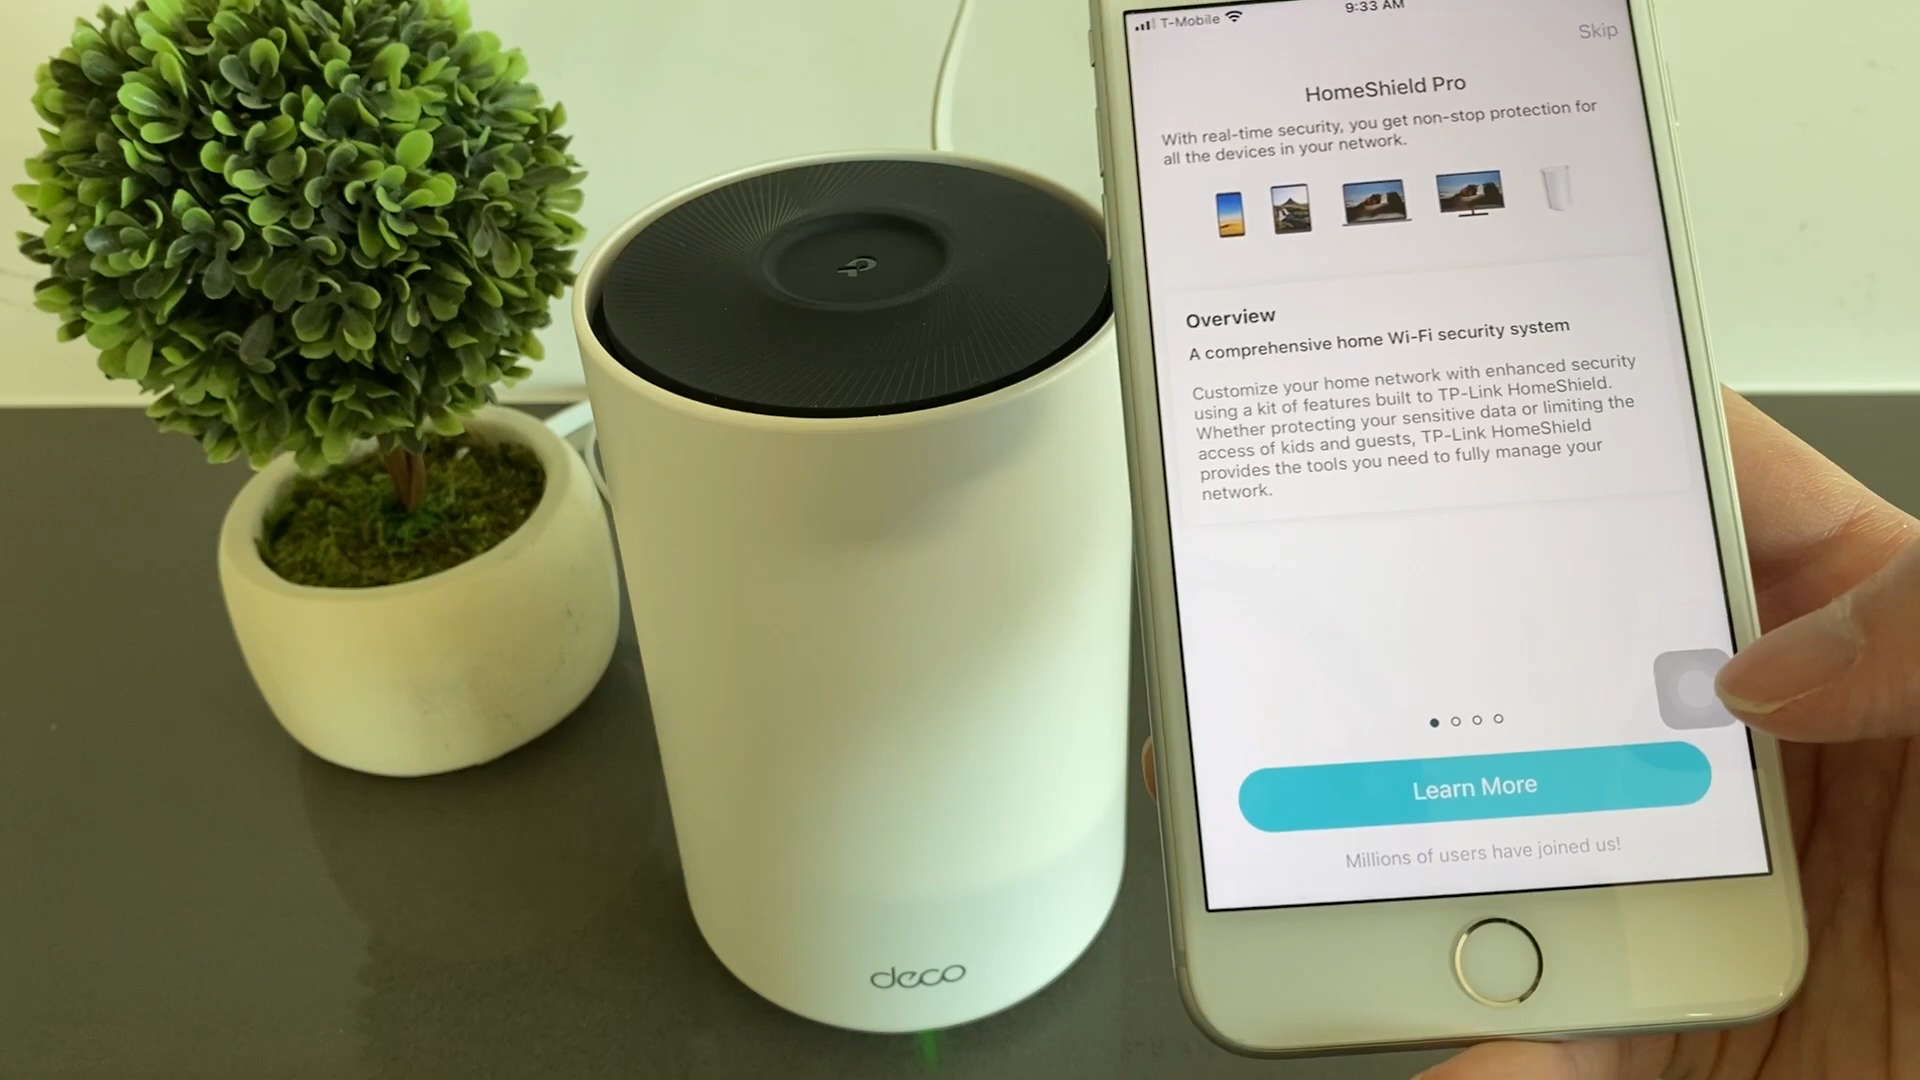 T-Mobile
9:33 AM
Skip
HomeShield Pro
With real-time security, you get non-stop protection for
all the devices in your network.
Overview
A comprehensive home Wi-Fi security system
Customize your home network with enhanced security
using a kit of features built to TP-Link HomeShield.
Whether protecting your sensitive data or limiting the
access of kids and guests, TP-Link HomeShield
provides the tools you need to fully manage your
network.
Learn More
Millions of users have joined us!
deco